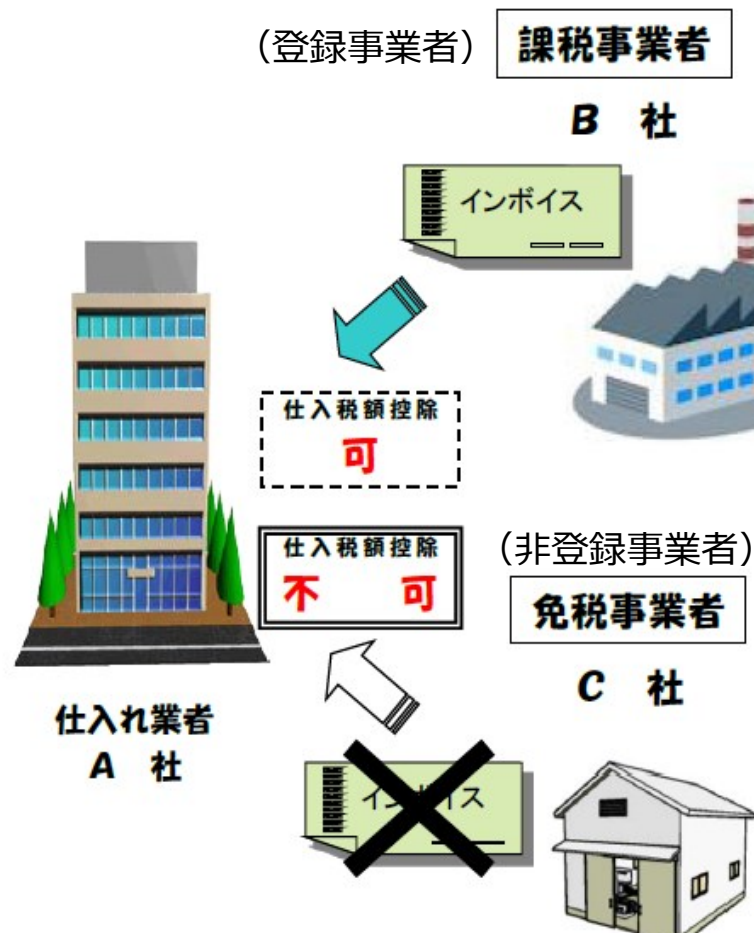 （登録事業者）
課税事業者
B 社
インボイス
仕入税額控除
可
仕入税額控除
不 可
（非登録事業者）
免税事業者
C 社
仕入れ業者
A 社
インボイス